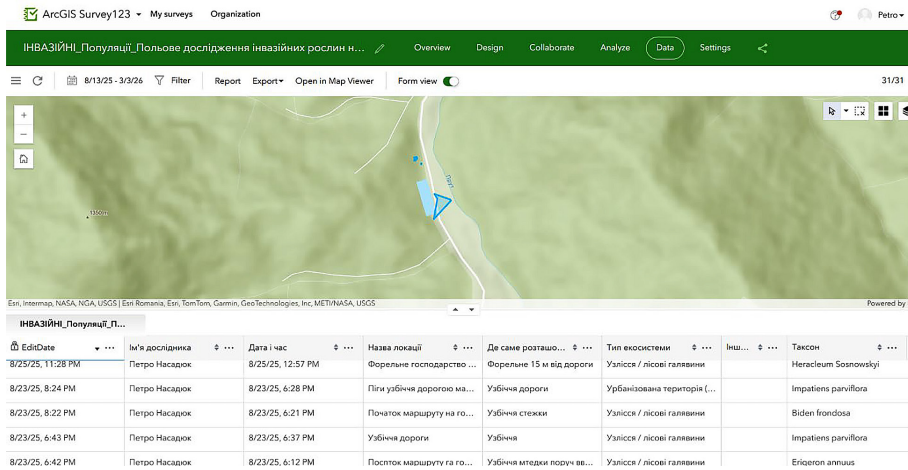 ArcGIS Survey123 My surveys Organization Petro
ІНВАЗІЙНІ_Популяції_Польове дослідження інвазійних рослин н... Overview Design Collaborate Analyze Data Settings
8/13/25 - 3/3/26 Filter Report Export Open in Map Viewer Form view 31/31
Прут
1350 m
Esri, Intermap, NASA, NGA, USGS | Esri Romania, Esri, TomTom, Garmin, GeoTechnologies, Inc, METI/NASA, USGS Powered by
ІНВАЗІЙНІ_Популяції_П...
EditDate Ім'я дослідника Дата і час Назва локації Де саме розташо... Тип екосистеми Інш... Таксон
8/25/25, 11:28 PM Петро Насадюк 8/25/25, 12:57 PM Форельне господарство ... Форельне 15 м від дороги Узлісся / лісові галявини Heracleum Sosnowskyi
8/23/25, 8:24 PM Петро Насадюк 8/23/25, 6:28 PM Піги узбіччя дорогою ма... Узбіччя дороги Урбанізована територія (... Impatiens parviflora
8/23/25, 8:22 PM Петро Насадюк 8/23/25, 6:21 PM Початок маршруту на го... Узбіччя стежки Узлісся / лісові галявини Biden frondosa
8/23/25, 6:43 PM Петро Насадюк 8/23/25, 6:37 PM Узбіччя дороги Узбіччя Узлісся / лісові галявини Impatiens parviflora
8/23/25, 6:42 PM Петро Насадюк 8/23/25, 6:12 PM Поспток маршруту га го... Узбіччя мтедки поруч вв... Узлісся / лісові галявини Erigeron annuus